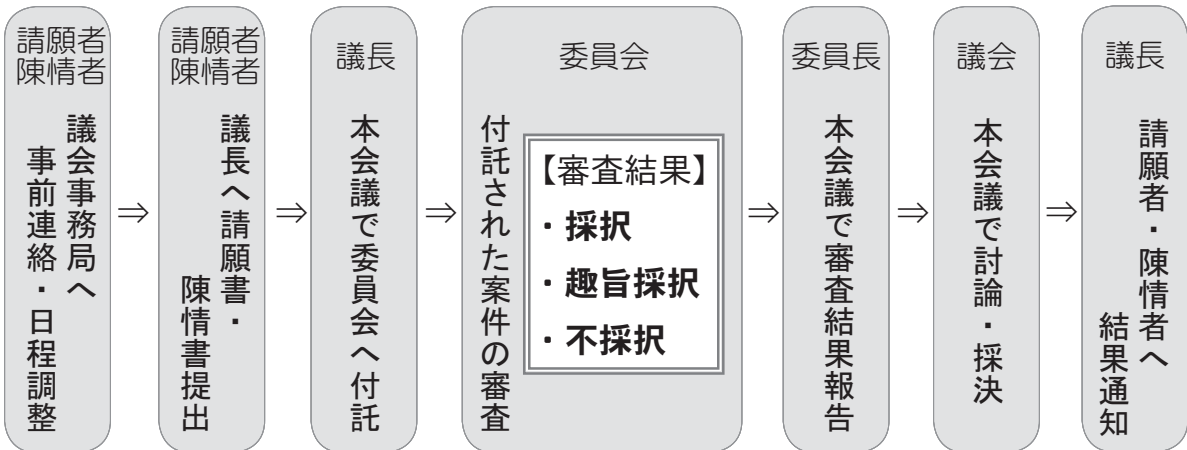 請願者
陳情者
議会事務局へ
事前連絡・日程調整
⇒
請願者
陳情者
議長へ請願書・
陳情書提出
⇒
議長
本会議で委員会へ付託
⇒
委員会
付託された案件の審査
【審査結果】
・採択
・趣旨採択
・不採択
⇒
委員長
本会議で審査結果報告
⇒
議会
本会議で討論・採決
⇒
議長
請願者・陳情者へ
結果通知